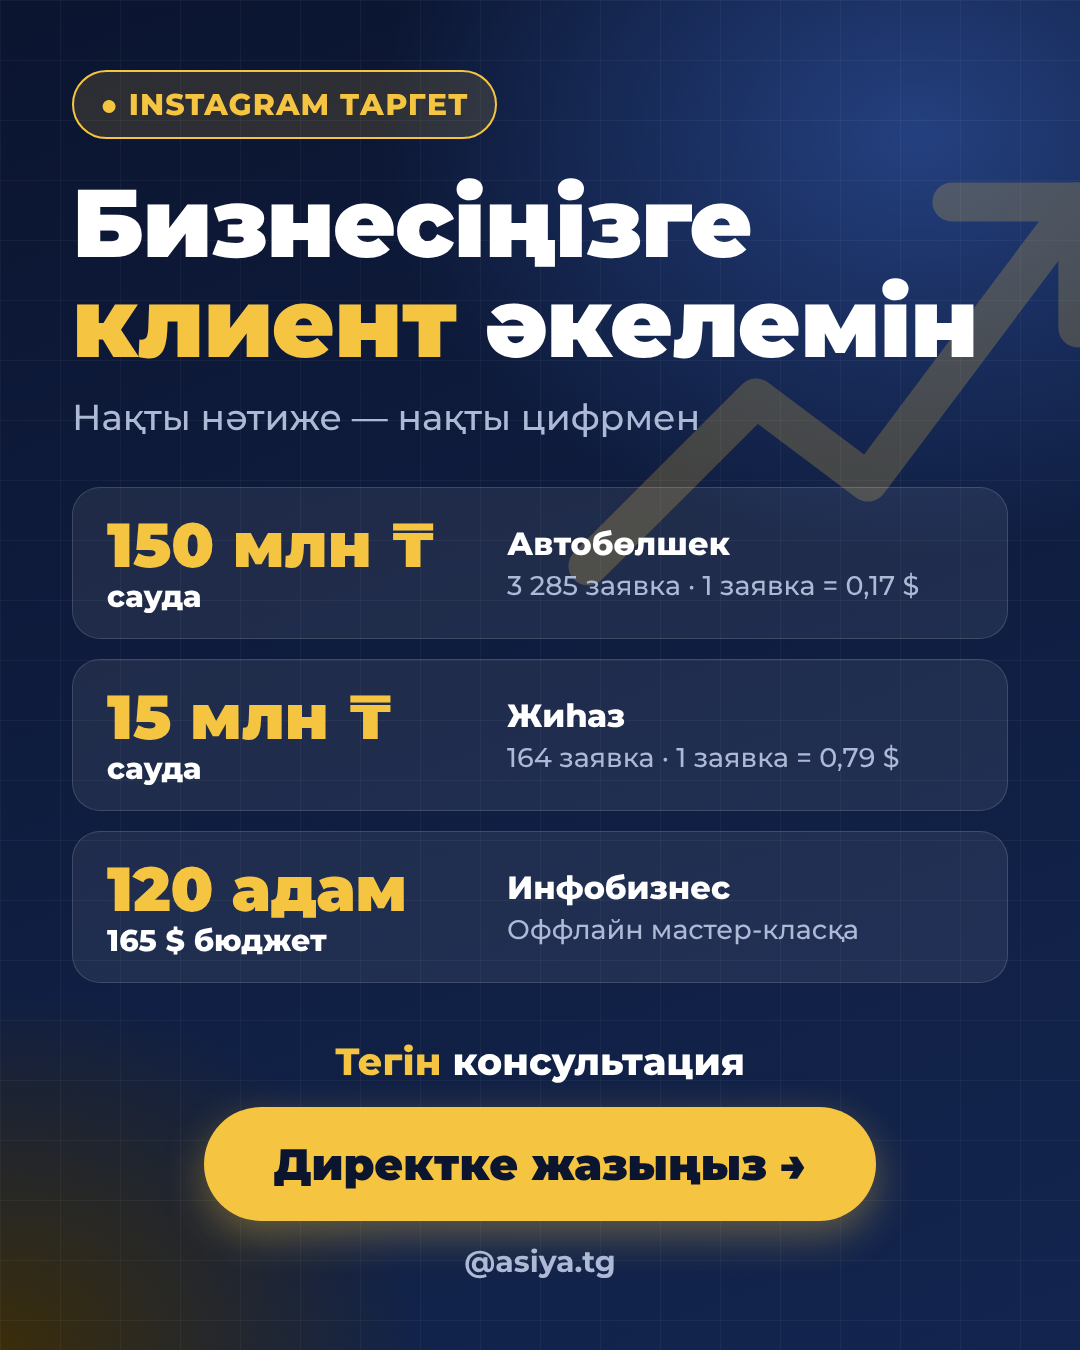 • INSTAGRAM ТАРГЕТ
Бизнесіңізге
клиент әкелемін
Нақты нәтиже — нақты цифрмен
150 млн ₸
сауда
Автобөлшек
3 285 заявка · 1 заявка = 0,17 $
15 млн ₸
сауда
Жиһаз
164 заявка · 1 заявка = 0,79 $
120 адам
165 $ бюджет
Инфобизнес
Оффлайн мастер-класқа
Тегін консультация
Директке жазыңыз →
@asiya.tg